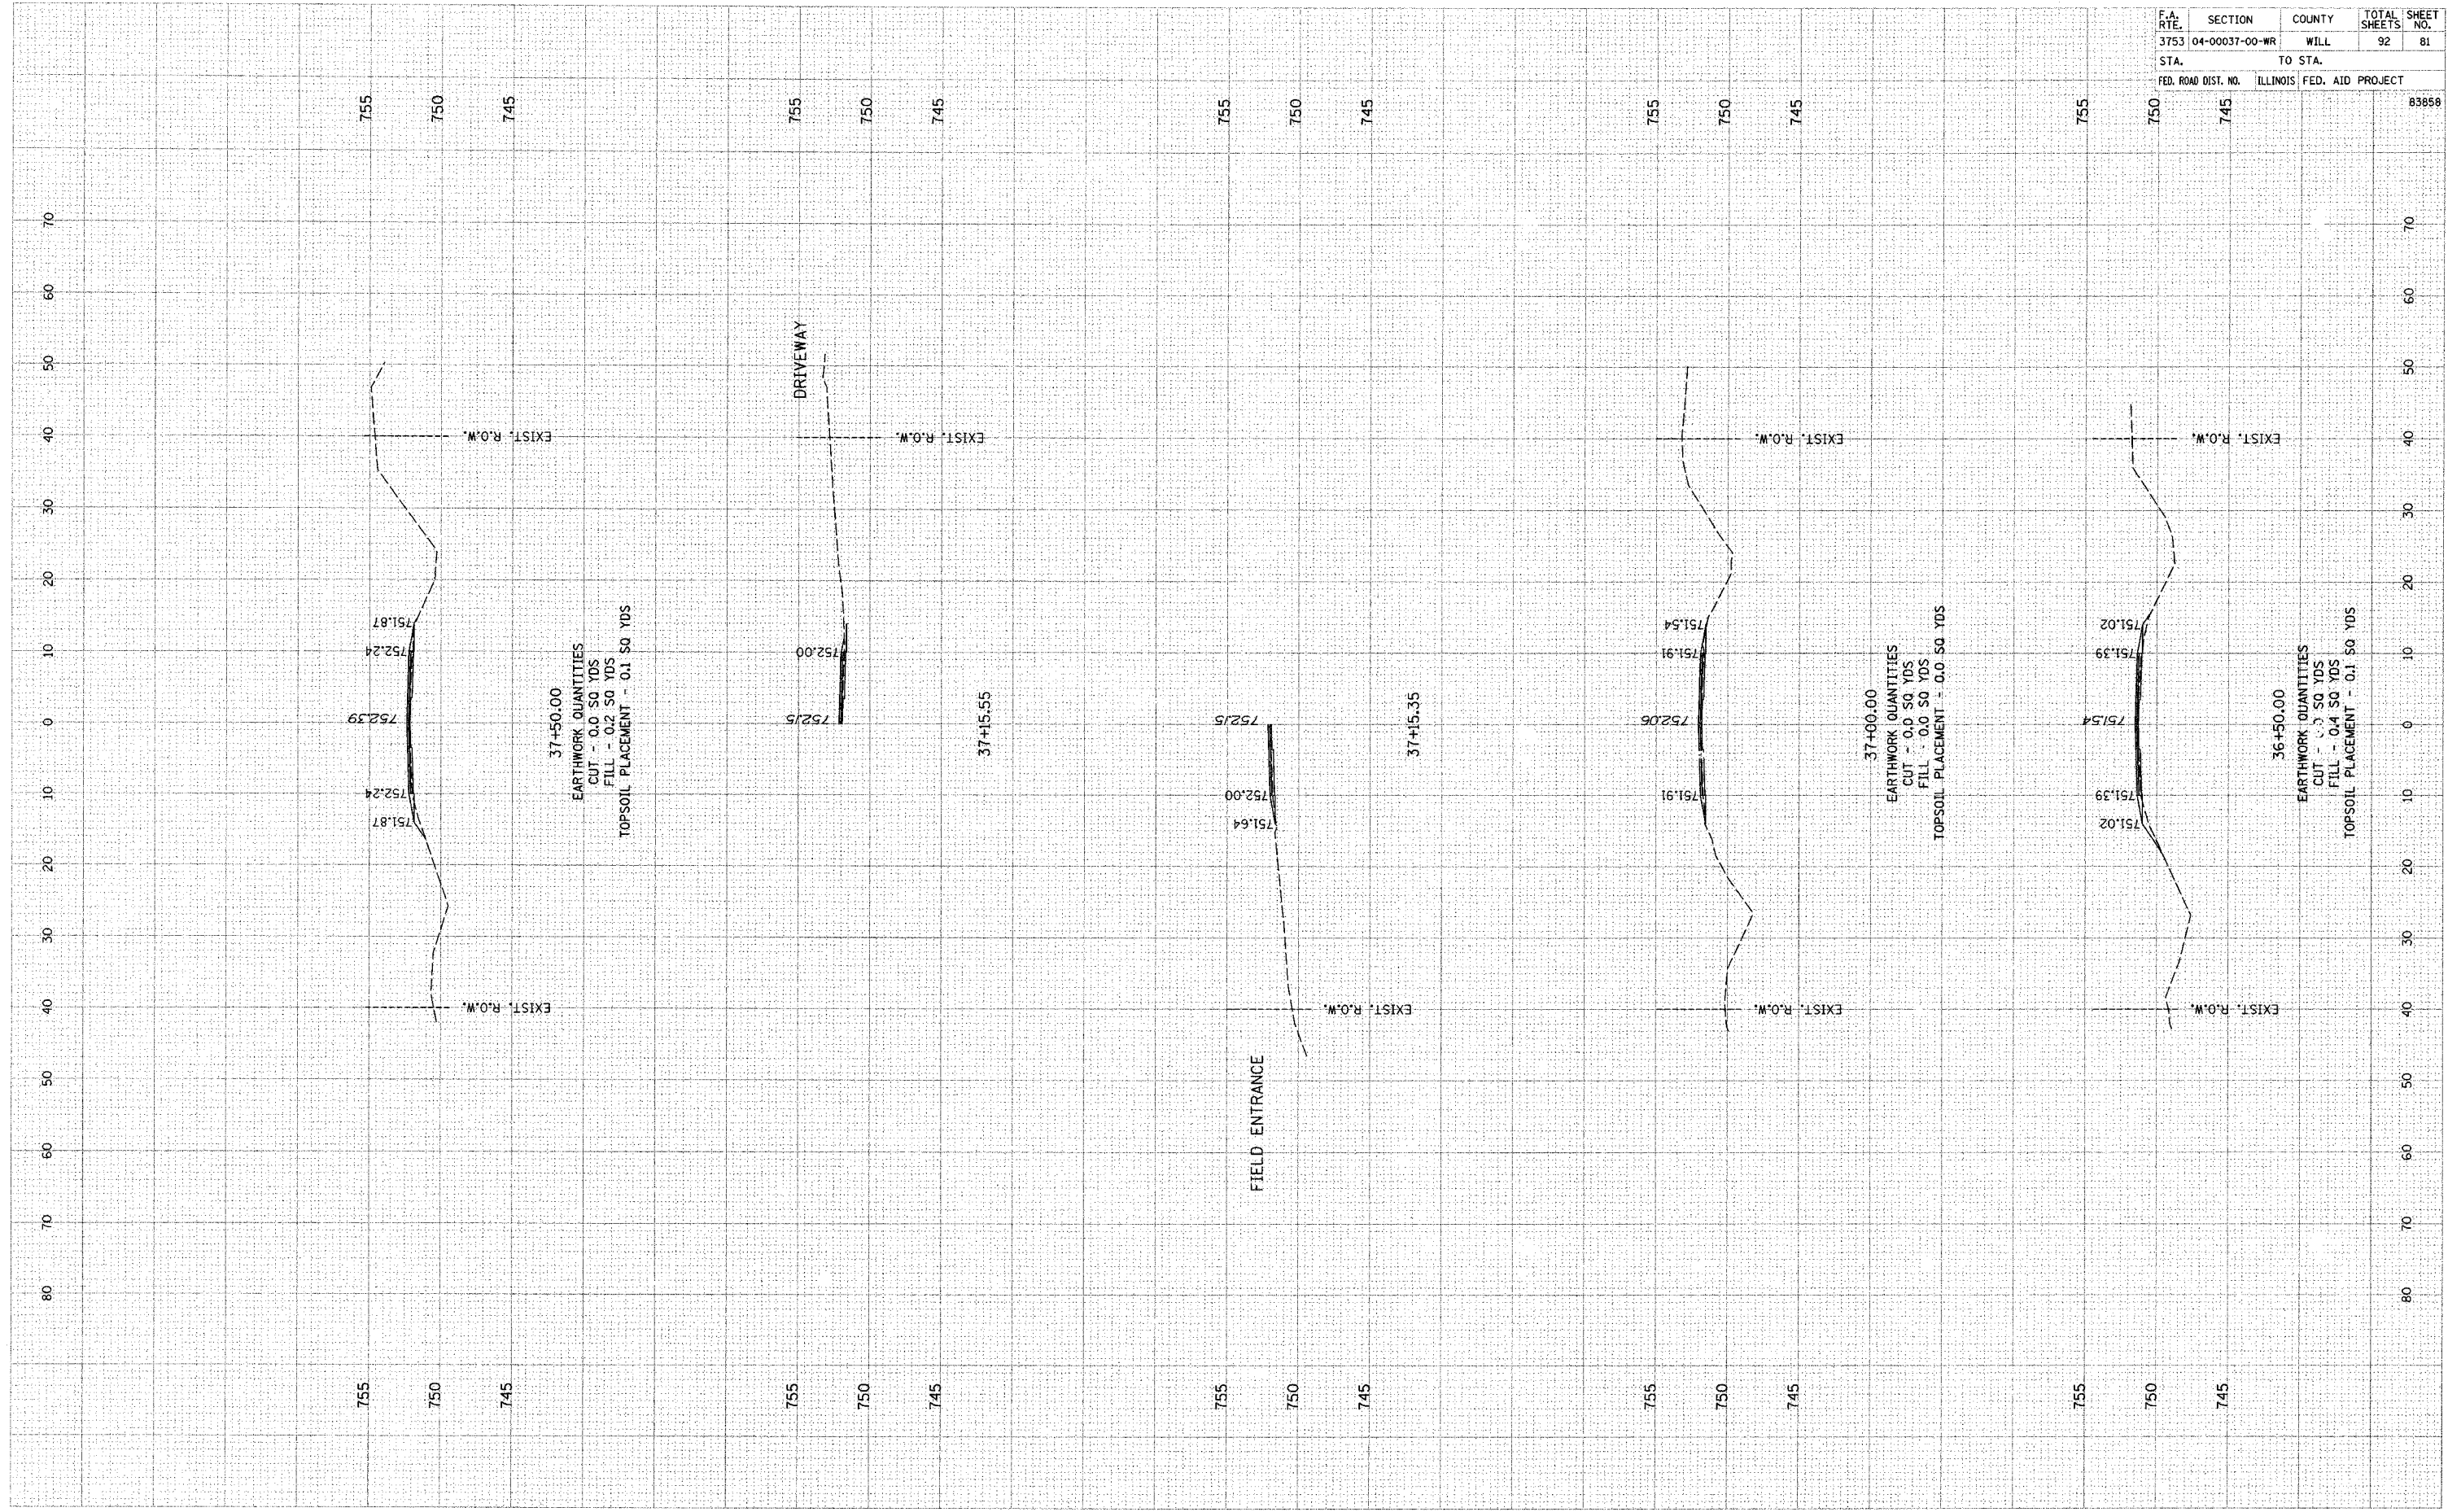 F.A. RTE. SECTION COUNTY TOTAL SHEETS SHEET NO.
3753 04-00037-00-WR WILL 92 81
STA. TO STA.
FED. ROAD DIST. NO. ILLINOIS FED. AID PROJECT
83858
755 750 745
755 750 745
755 750 745
755 750 745
755 750 745
70 60 50 40 30 20 10 0 10 20 30 40 50 60 70 80
EXIST. R.O.W.
751.87
752.24
752.39
752.24
751.87
EXIST. R.O.W.
37+50.00
EARTHWORK QUANTITIES
CUT - 0.0 SQ YDS
FILL - 0.2 SQ YDS
TOPSOIL PLACEMENT - 0.1 SQ YDS
DRIVEWAY
EXIST. R.O.W.
752.00
752.15
37+15.55
752.15
752.00
751.64
EXIST. R.O.W.
FIELD ENTRANCE
37+15.35
EXIST. R.O.W.
751.54
751.91
752.06
751.91
EXIST. R.O.W.
37+00.00
EARTHWORK QUANTITIES
CUT - 0.0 SQ YDS
FILL - 0.0 SQ YDS
TOPSOIL PLACEMENT - 0.0 SQ YDS
EXIST. R.O.W.
751.02
751.39
751.54
751.39
751.02
EXIST. R.O.W.
36+50.00
EARTHWORK QUANTITIES
CUT - SQ YDS
FILL - 0.4 SQ YDS
TOPSOIL PLACEMENT - 0.1 SQ YDS
70 60 50 40 30 20 10 0 10 20 30 40 50 60 70 80
755 750 745
755 750 745
755 750 745
755 750 745
755 750 745